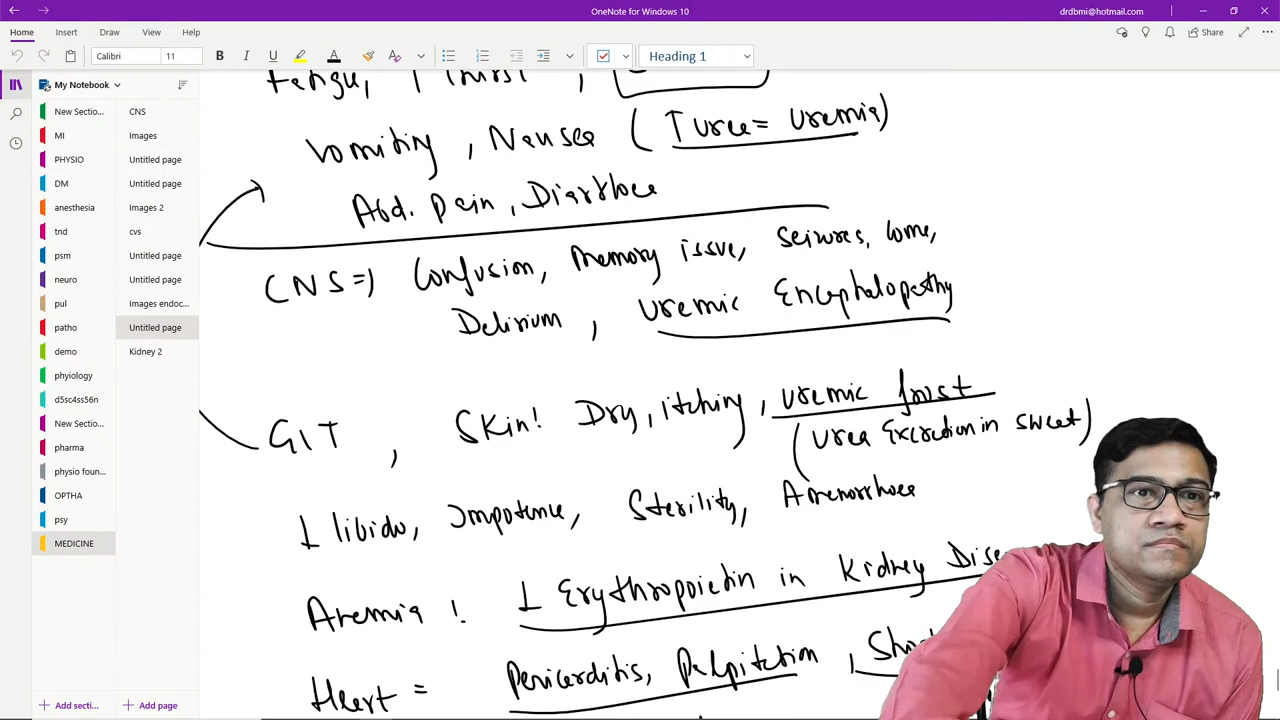 OneNote for Windows 10
drdbmi@hotmail.com
Home Insert Draw View Help
Share
Calibri 11 B I U A Heading 1
My Notebook
New Sectio...
MI
PHYSIO
DM
anesthesia
tnd
psm
neuro
pul
patho
demo
phyiology
d5sc4ss56n
New Sectio...
pharma
physio foun...
OPTHA
psy
MEDICINE
Add secti...
CNS
Images
Untitled page
Untitled page
Images 2
cvs
Untitled page
Untitled page
Images endoc...
Untitled page
Kidney 2
Add page
fatigue, ↑ Thirst,
Vomiting, Nausea (↑ Urea = Uremia)
Abd. Pain, Diarrhoea
CNS => Confusion, Memory issue, Seizures, Coma,
Delirium, Uremic Encephalopathy
GIT, Skin! Dry, itching, Uremic frost
(Urea Excretion in sweat)
↓ libido, Impotence, Sterility, Amenorrhoea
Anemia ! ↓ Erythropoietin in Kidney Dise
Heart = Pericarditis, Palpitation,